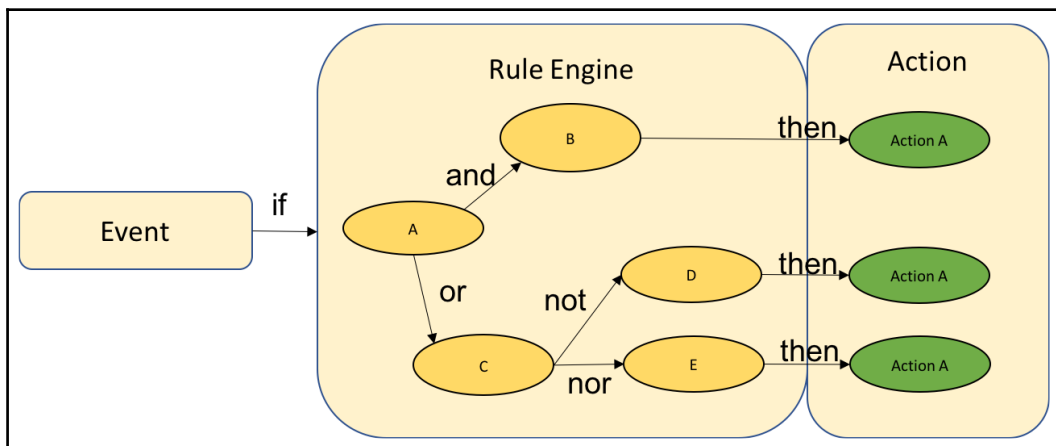 Rule Engine
Action
B
then
Action A
and
if
A
Event
or
not
D
then
Action A
C
nor
E
then
Action A